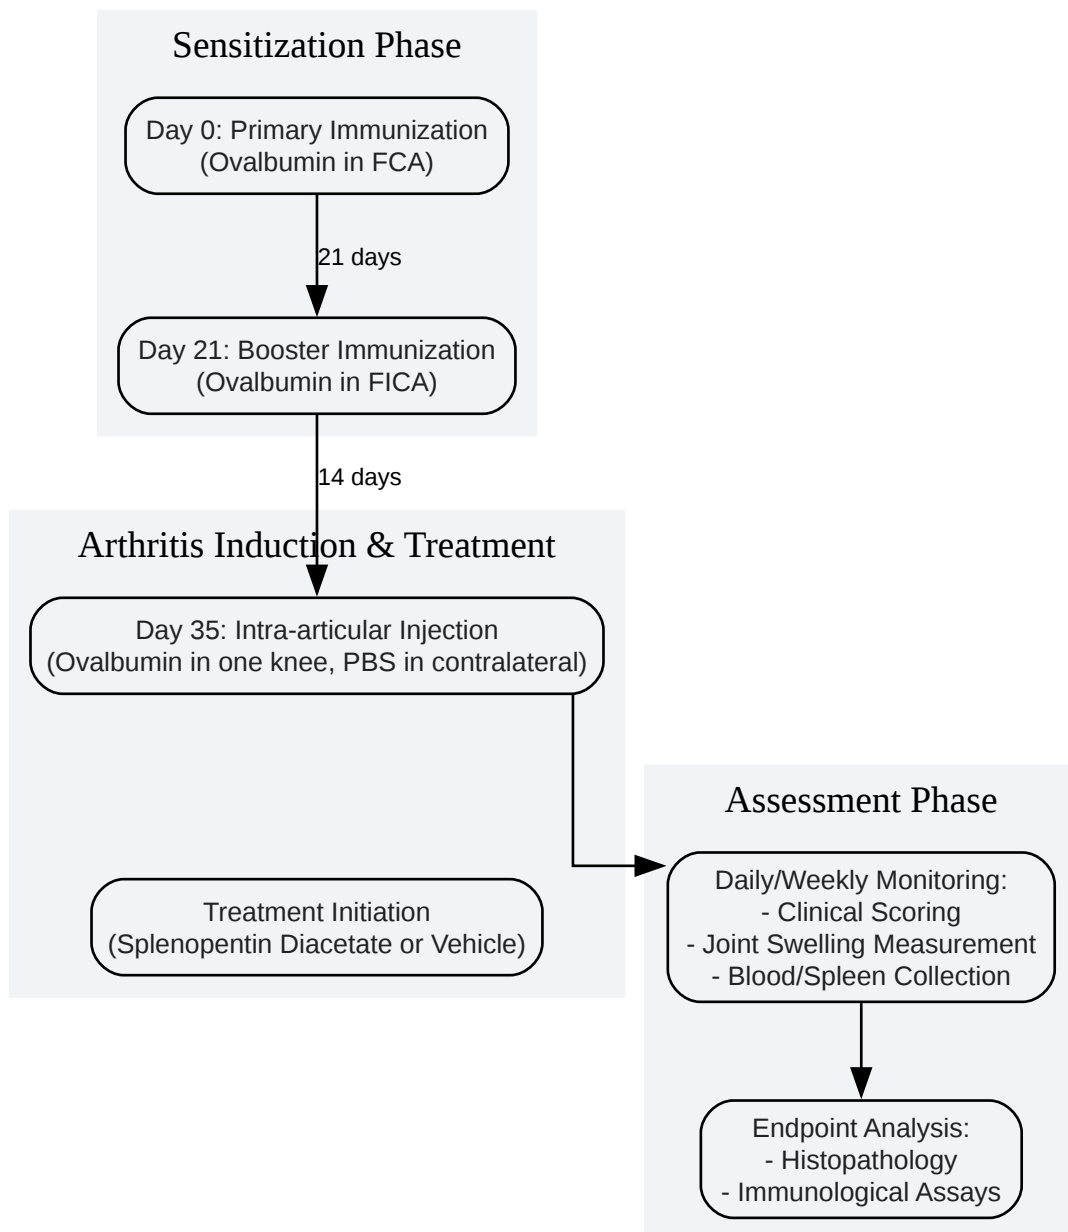 Sensitization Phase
Day 0: Primary Immunization
(Ovalbumin in FCA)
21 days
Day 21: Booster Immunization
(Ovalbumin in FICA)
14 days
Arthritis Induction & Treatment
Day 35: Intra-articular Injection
(Ovalbumin in one knee, PBS in contralateral)
Treatment Initiation
(Splenopentin Diacetate or Vehicle)
Assessment Phase
Daily/Weekly Monitoring:
- Clinical Scoring
- Joint Swelling Measurement
- Blood/Spleen Collection
Endpoint Analysis:
- Histopathology
- Immunological Assays